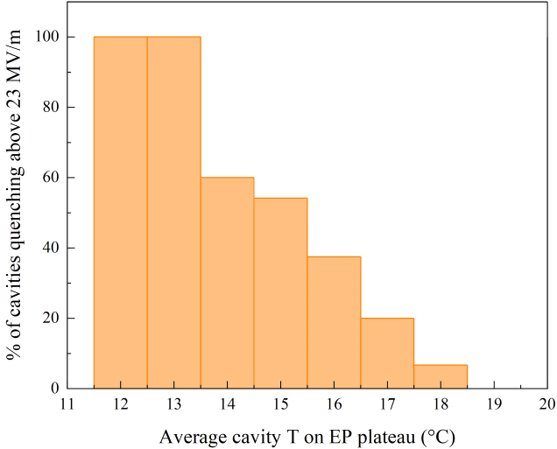 % of cavities quenching above 23 MV/m
100
80
60
40
20
0
11 12 13 14 15 16 17 18 19 20
Average cavity T on EP plateau (°C)